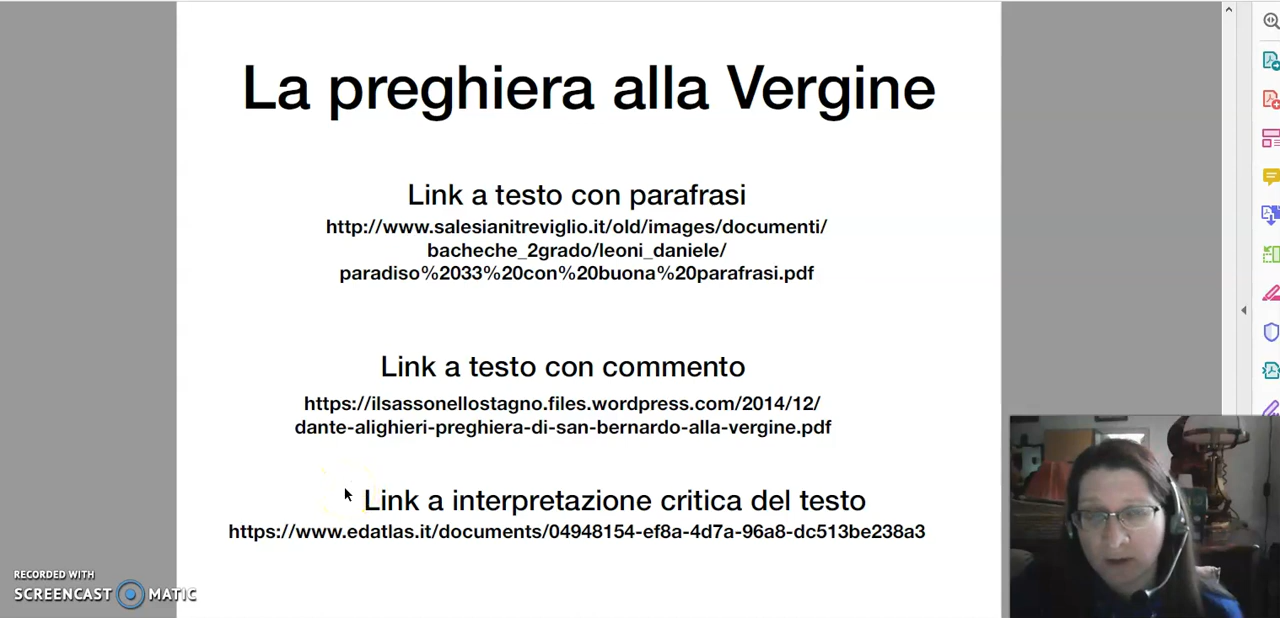 La preghiera alla Vergine
Link a testo con parafrasi
http://www.salesianitreviglio.it/old/images/documenti/
bacheche_2grado/leoni_daniele/
paradiso%2033%20con%20buona%20parafrasi.pdf
Link a testo con commento
https://ilsassonellostagno.files.wordpress.com/2014/12/
dante-alighieri-preghiera-di-san-bernardo-alla-vergine.pdf
Link a interpretazione critica del testo
https://www.edatlas.it/documents/04948154-ef8a-4d7a-96a8-dc513be238a3
RECORDED WITH
SCREENCAST MATIC